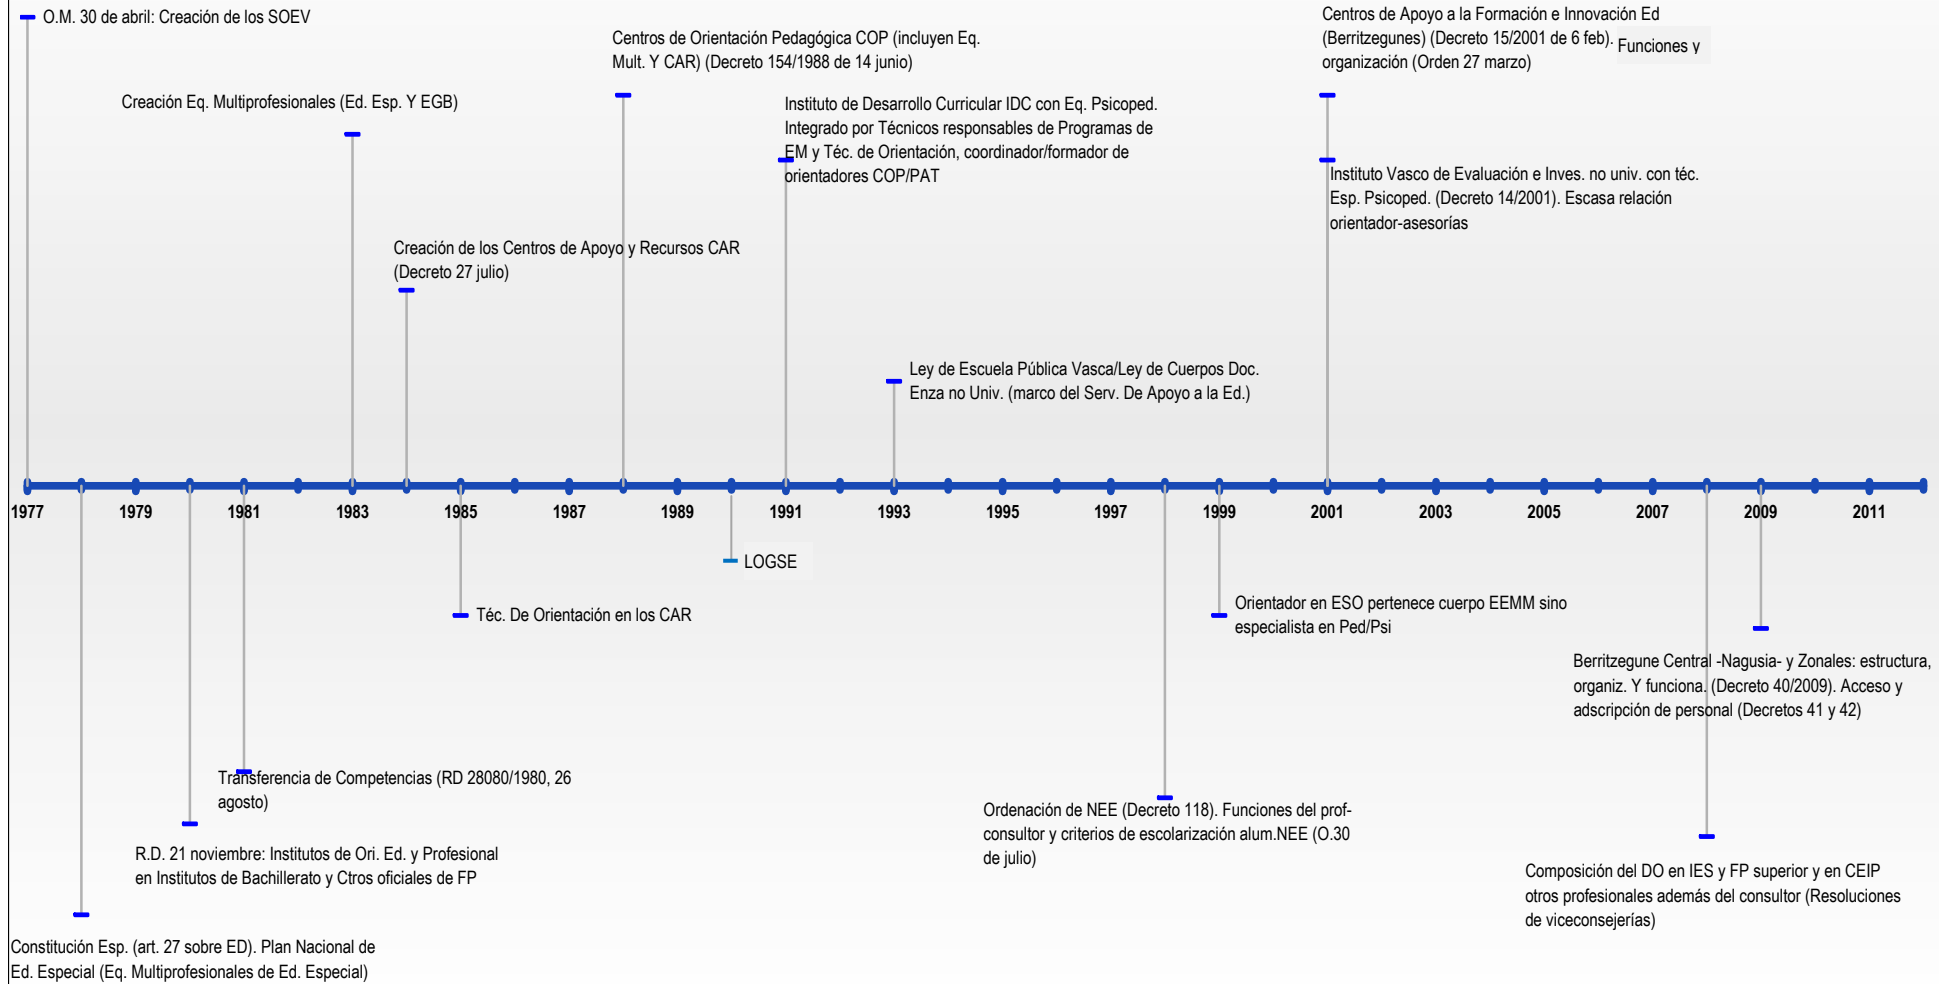 O.M. 30 de abril: Creación de los SOEV
Creación Eq. Multiprofesionales (Ed. Esp. Y EGB)
Creación de los Centros de Apoyo y Recursos CAR
(Decreto 27 julio)
Centros de Orientación Pedagógica COP (incluyen Eq.
Mult. Y CAR) (Decreto 154/1988 de 14 junio)
Instituto de Desarrollo Curricular IDC con Eq. Psicoped.
Integrado por Técnicos responsables de Programas de
EM y Téc. de Orientación, coordinador/formador de
orientadores COP/PAT
Ley de Escuela Pública Vasca/Ley de Cuerpos Doc.
Enza no Univ. (marco del Serv. De Apoyo a la Ed.)
Centros de Apoyo a la Formación e Innovación Ed
(Berritzegunes) (Decreto 15/2001 de 6 feb). Funciones y
organización (Orden 27 marzo)
Instituto Vasco de Evaluación e Inves. no univ. con téc.
Esp. Psicoped. (Decreto 14/2001). Escasa relación
orientador-asesorías
1977 1979 1981 1983 1985 1987 1989 1991 1993 1995 1997 1999 2001 2003 2005 2007 2009 2011
LOGSE
Téc. De Orientación en los CAR
Orientador en ESO pertenece cuerpo EEMM sino
especialista en Ped/Psi
Berritzegune Central -Nagusia- y Zonales: estructura,
organiz. Y funciona. (Decreto 40/2009). Acceso y
adscripción de personal (Decretos 41 y 42)
Transferencia de Competencias (RD 28080/1980, 26
agosto)
Ordenación de NEE (Decreto 118). Funciones del prof-
consultor y criterios de escolarización alum.NEE (O.30
de julio)
R.D. 21 noviembre: Institutos de Ori. Ed. y Profesional
en Institutos de Bachillerato y Ctros oficiales de FP
Composición del DO en IES y FP superior y en CEIP
otros profesionales además del consultor (Resoluciones
de viceconsejerías)
Constitución Esp. (art. 27 sobre ED). Plan Nacional de
Ed. Especial (Eq. Multiprofesionales de Ed. Especial)